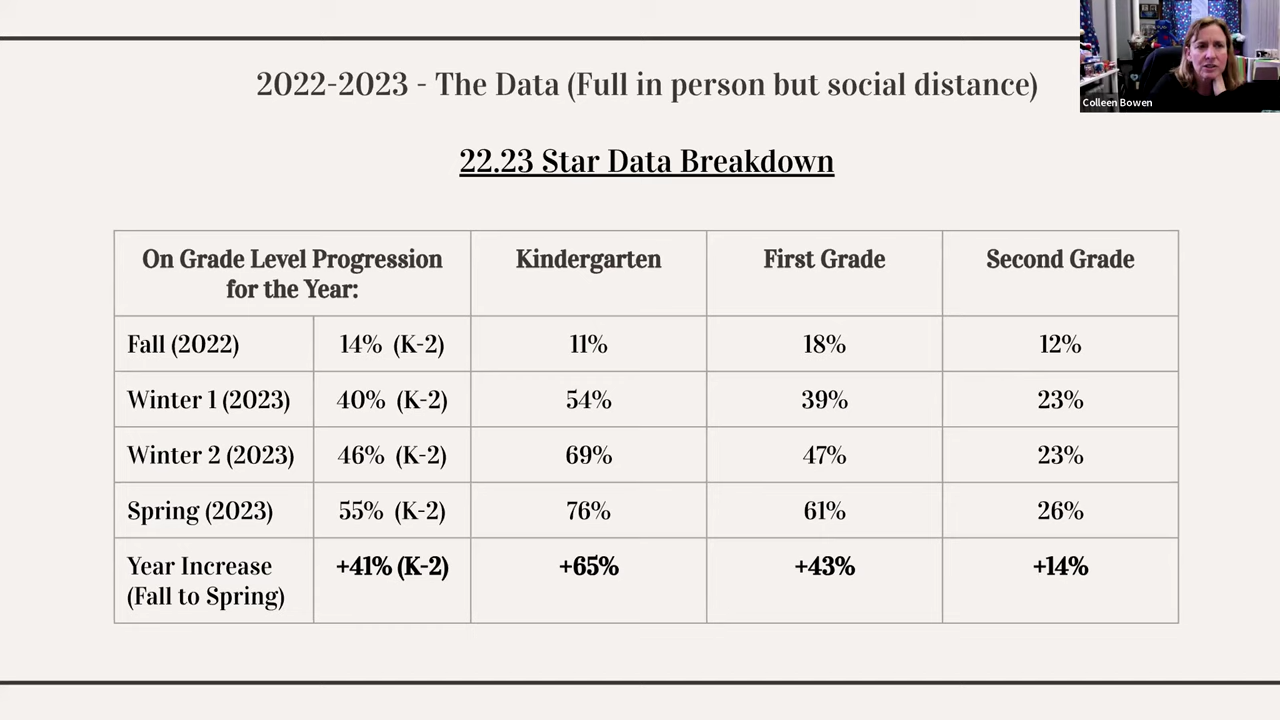 2022-2023 - The Data (Full in person but social distance)
Colleen Bowen
22.23 Star Data Breakdown
On Grade Level Progression
for the Year:
Kindergarten
First Grade
Second Grade
Fall (2022)
14% (K-2)
11%
18%
12%
Winter 1 (2023)
40% (K-2)
54%
39%
23%
Winter 2 (2023)
46% (K-2)
69%
47%
23%
Spring (2023)
55% (K-2)
76%
61%
26%
Year Increase
(Fall to Spring)
+41% (K-2)
+65%
+43%
+14%